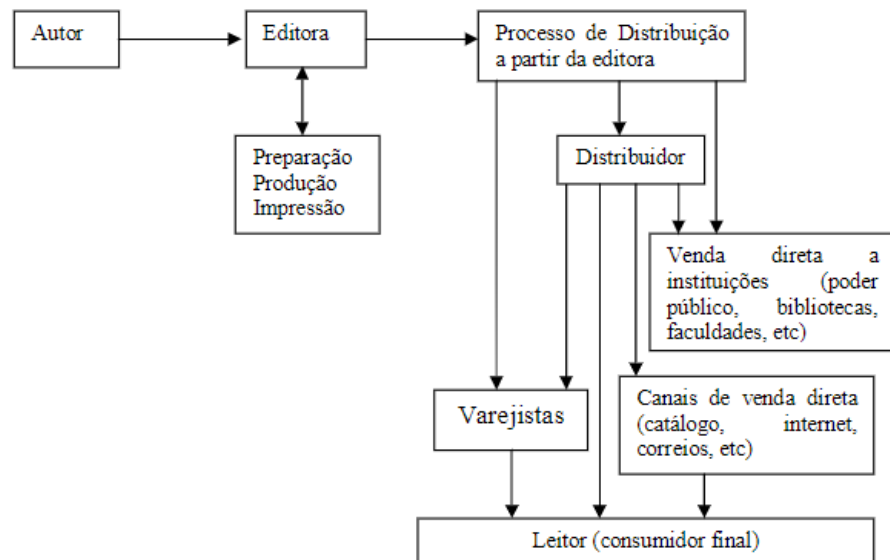 Autor
Editora
Processo de Distribuição
a partir da editora
Preparação
Produção
Impressão
Distribuidor
Venda direta a
instituições (poder
público, bibliotecas,
faculdades, etc)
Varejistas
Canais de venda direta
(catálogo, internet,
correios, etc)
Leitor (consumidor final)